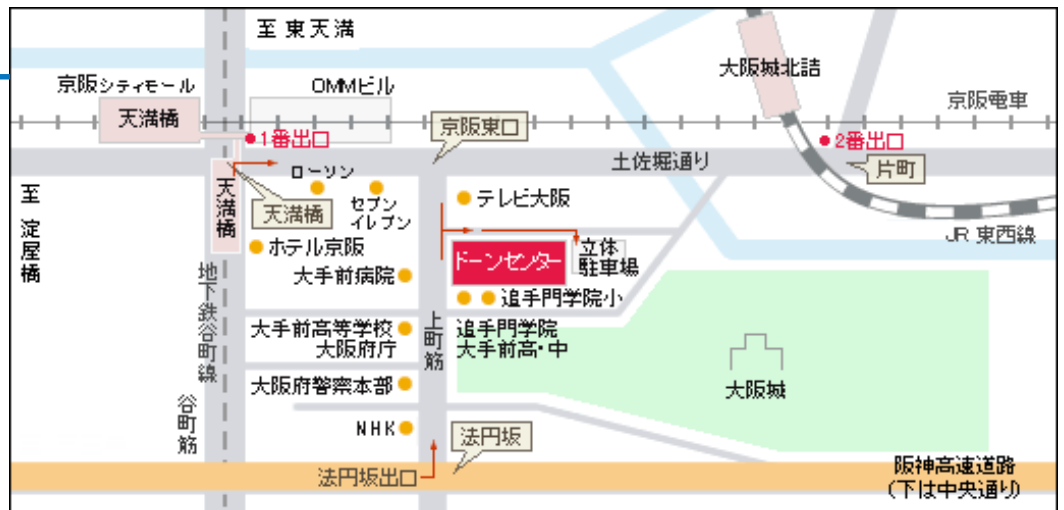 至 東天満
大阪城北詰
京阪シティモール
OMMビル
京阪電車
天満橋
1番出口
京阪東口
2番出口
土佐堀通り
片町
ローソン
至
淀屋橋
天満橋
天満橋
セブン
イレブン
テレビ大阪
JR 東西線
ホテル京阪
ドーンセンター
立体
駐車場
大手前病院
追手門学院小
地下鉄谷町線
大手前高等学校
大阪府庁
上町筋
追手門学院
大手前高・中
大阪府警察本部
大阪城
谷町筋
NHK
法円坂
法円坂出口
阪神高速道路
(下は中央通り)